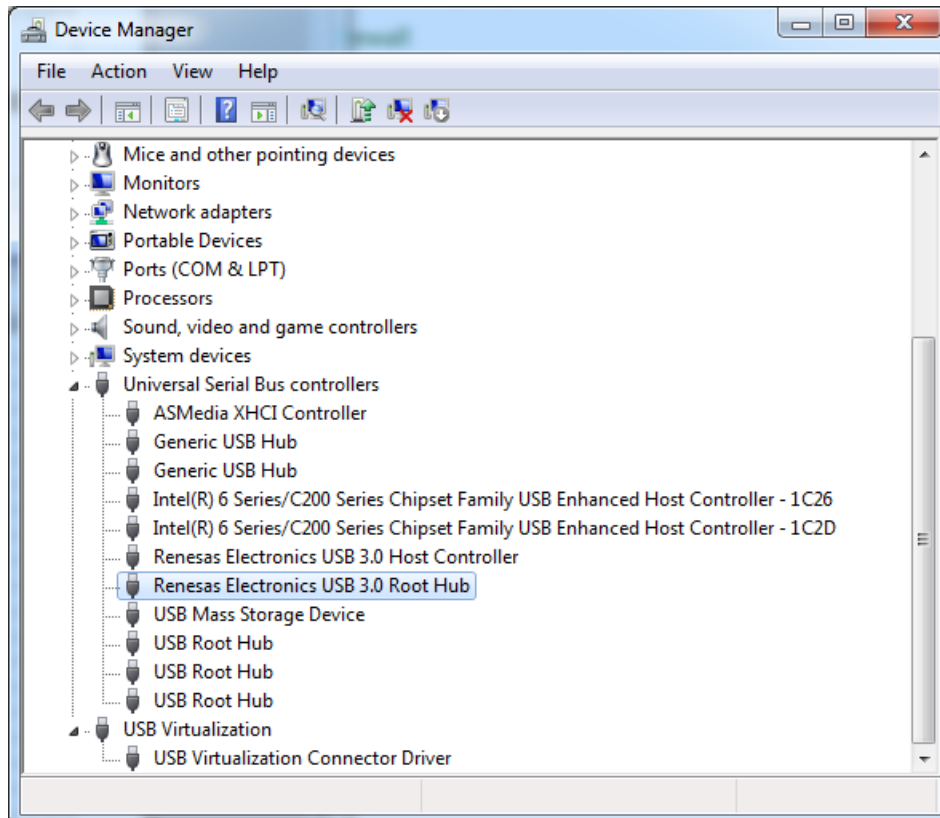 Device Manager
File Action View Help
Mice and other pointing devices
Monitors
Network adapters
Portable Devices
Ports (COM & LPT)
Processors
Sound, video and game controllers
System devices
Universal Serial Bus controllers
ASMedia XHCI Controller
Generic USB Hub
Generic USB Hub
Intel(R) 6 Series/C200 Series Chipset Family USB Enhanced Host Controller - 1C26
Intel(R) 6 Series/C200 Series Chipset Family USB Enhanced Host Controller - 1C2D
Renesas Electronics USB 3.0 Host Controller
Renesas Electronics USB 3.0 Root Hub
USB Mass Storage Device
USB Root Hub
USB Root Hub
USB Root Hub
USB Virtualization
USB Virtualization Connector Driver